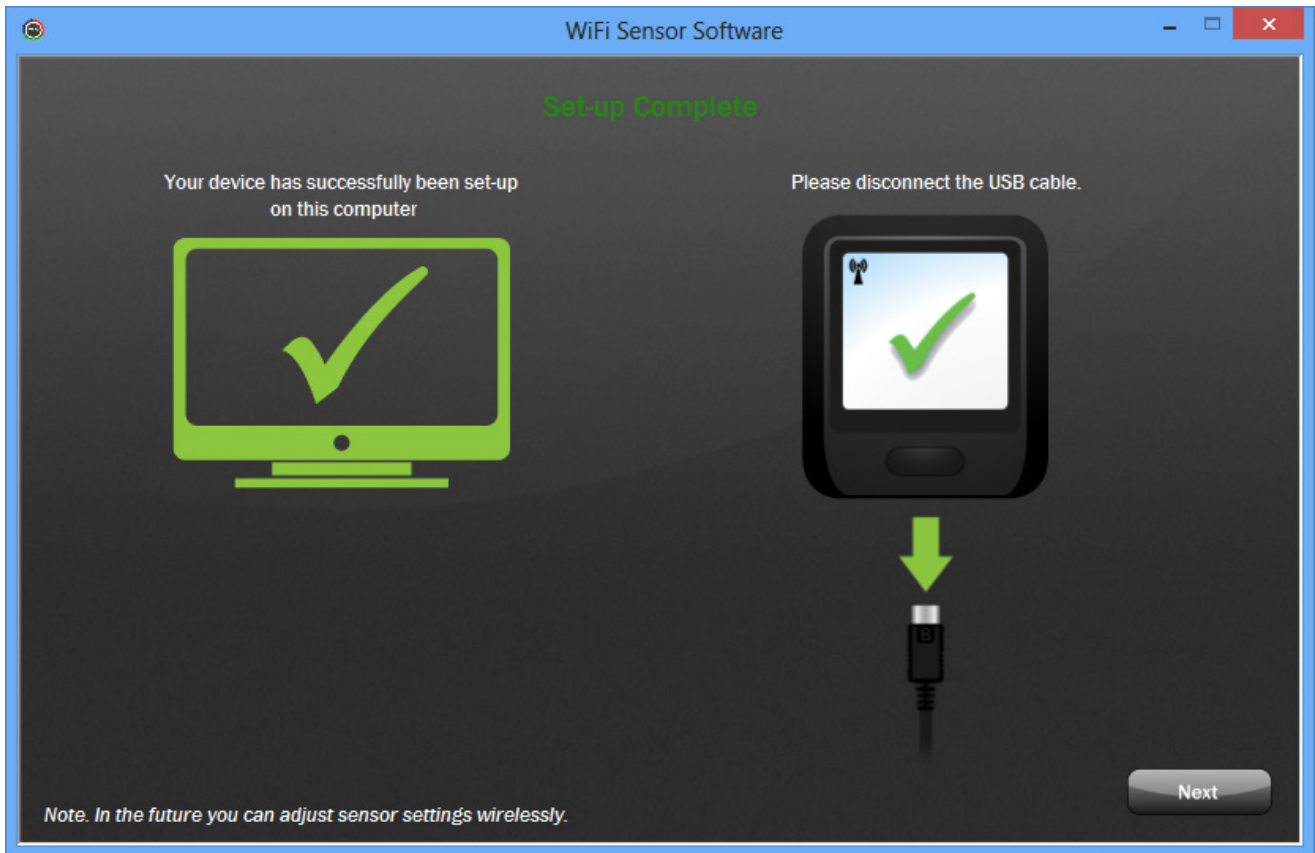 WiFi Sensor Software
Set-up Complete
Your device has successfully been set-up
on this computer
Please disconnect the USB cable.
B
Note. In the future you can adjust sensor settings wirelessly.
Next